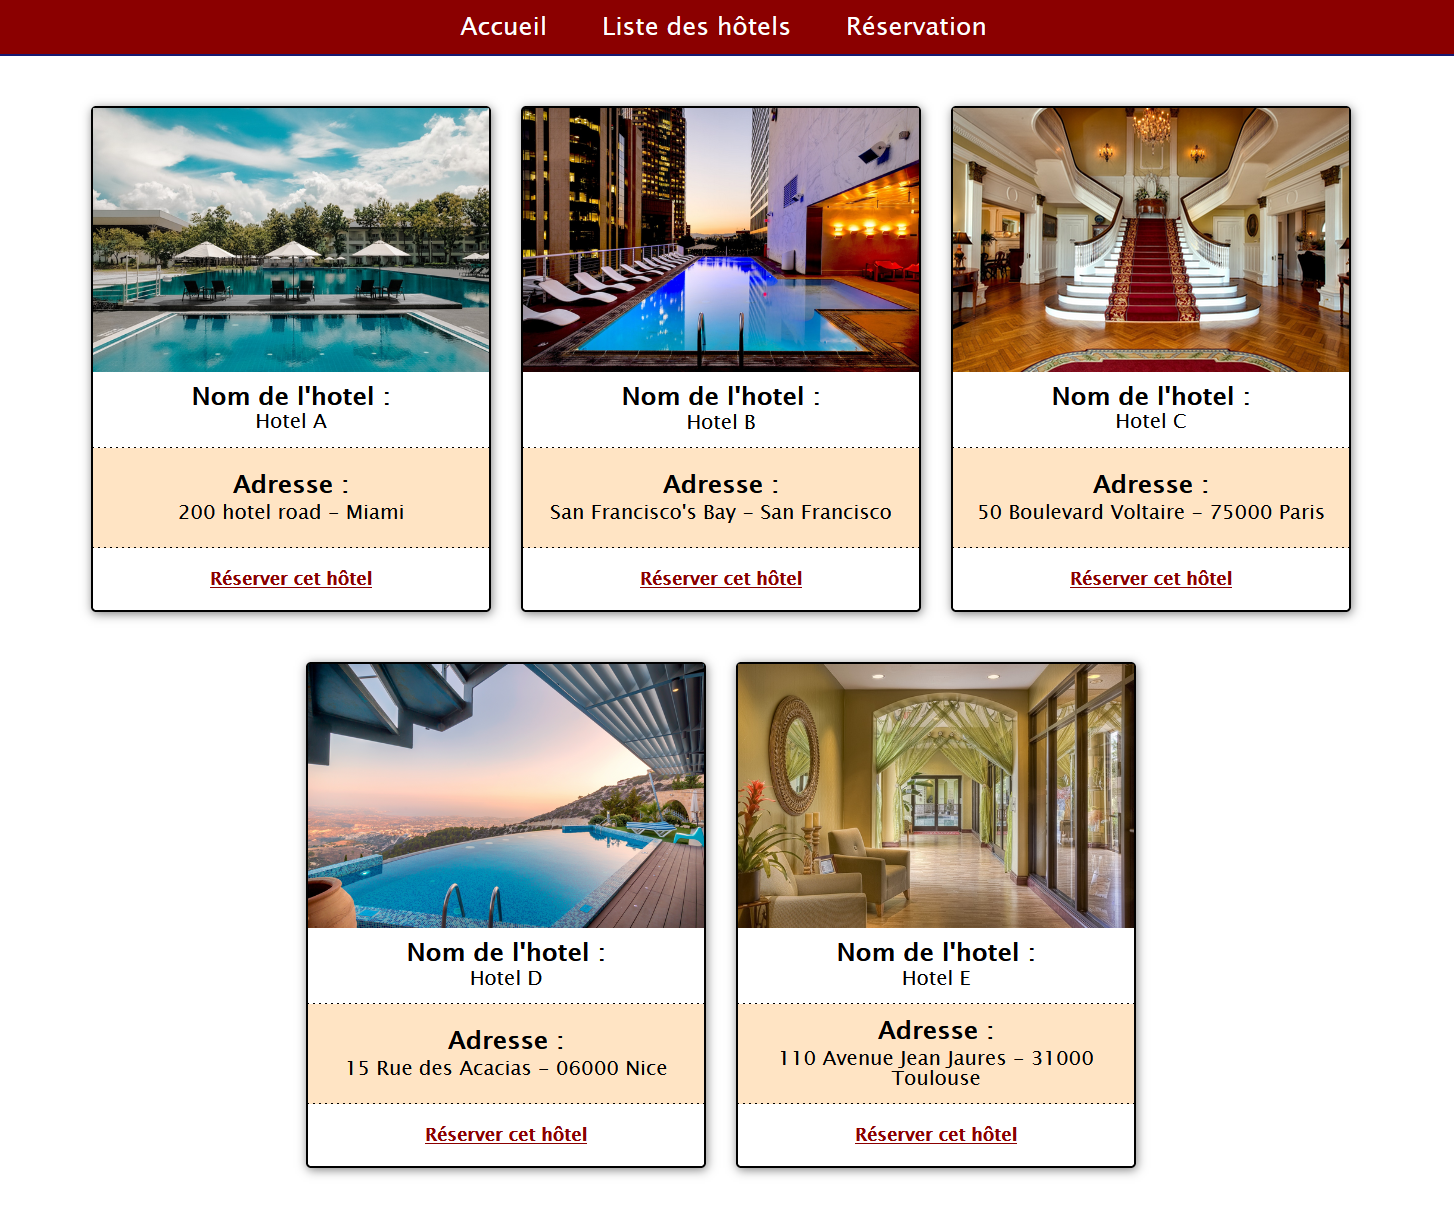 Accueil Liste des hôtels Réservation
Nom de l'hotel :
Hotel A
Adresse :
200 hotel road - Miami
Réserver cet hôtel
Nom de l'hotel :
Hotel B
Adresse :
San Francisco's Bay - San Francisco
Réserver cet hôtel
Nom de l'hotel :
Hotel C
Adresse :
50 Boulevard Voltaire - 75000 Paris
Réserver cet hôtel
Nom de l'hotel :
Hotel D
Adresse :
15 Rue des Acacias - 06000 Nice
Réserver cet hôtel
Nom de l'hotel :
Hotel E
Adresse :
110 Avenue Jean Jaures - 31000
Toulouse
Réserver cet hôtel